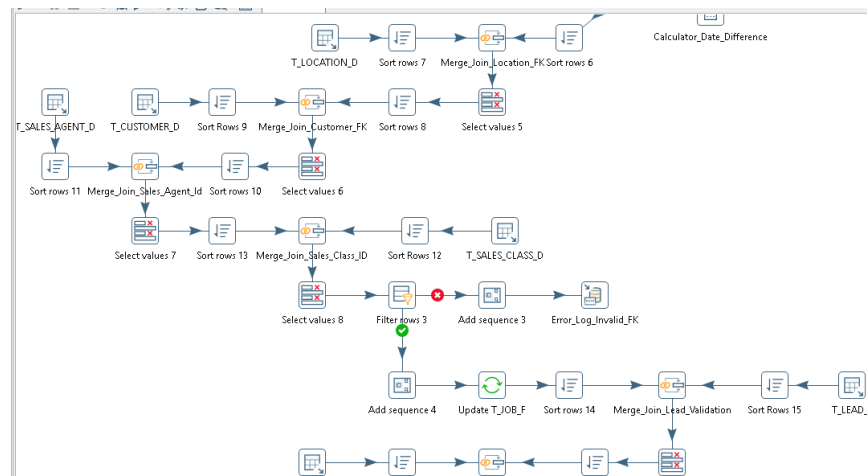 Calculator_Date_Difference
T_LOCATION_D
Sort rows 7
Merge_Join_Location_FK
Sort rows 6
T_SALES_AGENT_D
T_CUSTOMER_D
Sort Rows 9
Merge_Join_Customer_FK
Sort rows 8
Select values 5
Sort rows 11
Merge_Join_Sales_Agent_Id
Sort rows 10
Select values 6
Select values 7
Sort rows 13
Merge_Join_Sales_Class_ID
Sort Rows 12
T_SALES_CLASS_D
Select values 8
Filter rows 3
Add sequence 3
Error_Log_Invalid_FK
Add sequence 4
Update T_JOB_F
Sort rows 14
Merge_Join_Lead_Validation
Sort Rows 15
T_LEAD_